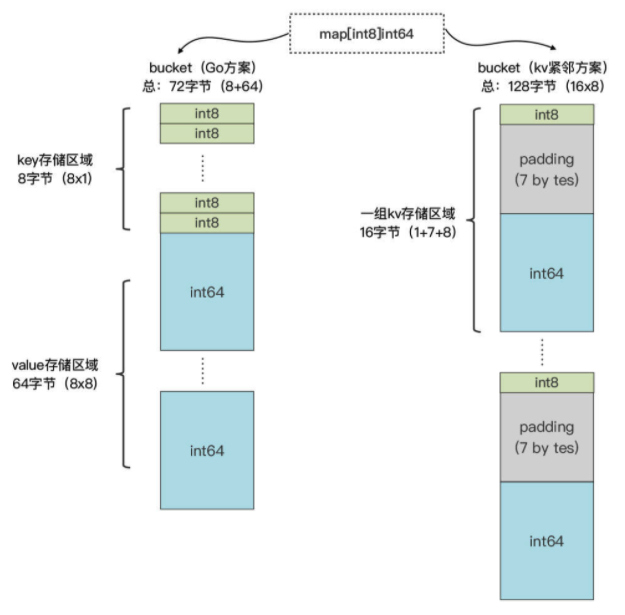 map[int8]int64
bucket（Go方案）
总：72字节（8+64）
int8
int8
key存储区域
8字节（8x1）
int8
int8
int64
value存储区域
64字节（8x8）
int64
bucket（kv紧邻方案）
总：128字节（16x8）
int8
padding
(7 by tes)
一组kv存储区域
16字节（1+7+8）
int64
int8
padding
(7 by tes)
int64